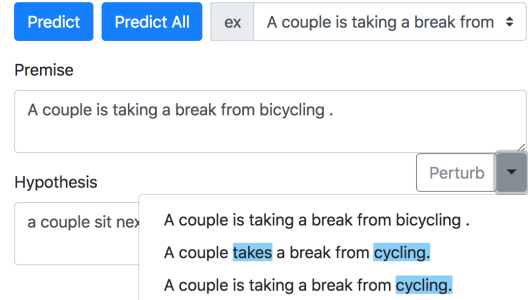 Predict Predict All ex A couple is taking a break from
Premise
A couple is taking a break from bicycling .
Perturb
Hypothesis
a couple sit nex
A couple is taking a break from bicycling .
A couple takes a break from cycling.
A couple is taking a break from cycling.